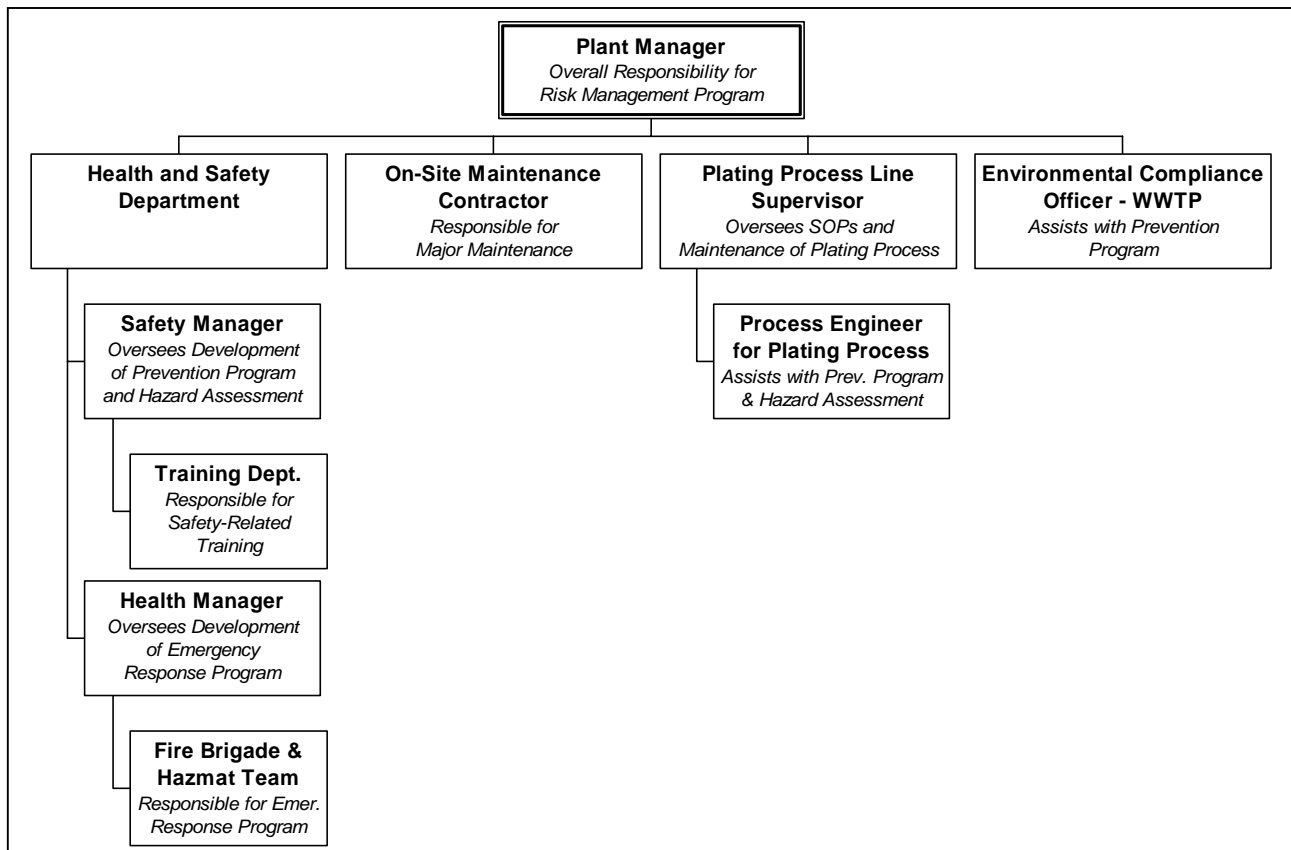 Plant Manager
Overall Responsibility for
Risk Management Program
Health and Safety
Department
On-Site Maintenance
Contractor
Responsible for
Major Maintenance
Plating Process Line
Supervisor
Oversees SOPs and
Maintenance of Plating Process
Environmental Compliance
Officer - WWTP
Assists with Prevention
Program
Safety Manager
Oversees Development
of Prevention Program
and Hazard Assessment
Process Engineer
for Plating Process
Assists with Prev. Program
& Hazard Assessment
Training Dept.
Responsible for
Safety-Related
Training
Health Manager
Oversees Development
of Emergency
Response Program
Fire Brigade &
Hazmat Team
Responsible for Emer.
Response Program